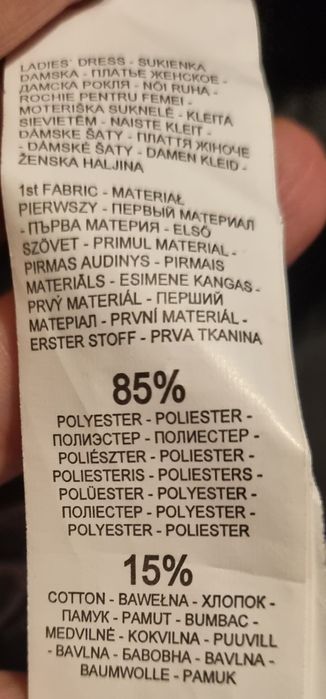 LADIES' DRESS - SUKIENKA
DAMSKA - ПЛАТЬЕ ЖЕНСКОЕ -
ДАМСКА РОКЛЯ - NŐI RUHA -
ROCHIE PENTRU FEMEI -
MOTERIŠKA SUKNELĖ - KLEITA
SIEVIETĒM - NAISTE KLEIT -
DÁMSKE ŠATY - ПЛАТТЯ ЖІНОЧЕ
- DÁMSKÉ ŠATY - DAMEN KLEID -
ŽENSKA HALJINA
1st FABRIC - MATERIAŁ
PIERWSZY - ПЕРВЫЙ МАТЕРИАЛ
- ПЪРВА МАТЕРИЯ - ELSŐ
SZÖVET - PRIMUL MATERIAL -
PIRMAS AUDINYS - PIRMAIS
MATERIĀLS - ESIMENE KANGAS -
PRVÝ MATERIÁL - ПЕРШИЙ
МАТЕРІАЛ - PRVNÍ MATERIÁL -
ERSTER STOFF - PRVA TKANINA
85%
POLYESTER - POLIESTER -
ПОЛИЭСТЕР - ПОЛИЕСТЕР -
POLIÉSZTER - POLIESTER -
POLIESTERIS - POLIESTERS -
POLÜESTER - POLYESTER -
ПОЛІЕСТЕР - POLYESTER -
POLYESTER - POLIESTER
15%
COTTON - BAWEŁNA - ХЛОПОК -
ПАМУК - PAMUT - BUMBAC -
MEDVILNĖ - KOKVILNA - PUUVILL
- BAVLNA - БАВОВНА - BAVLNA -
BAUMWOLLE - PAMUK